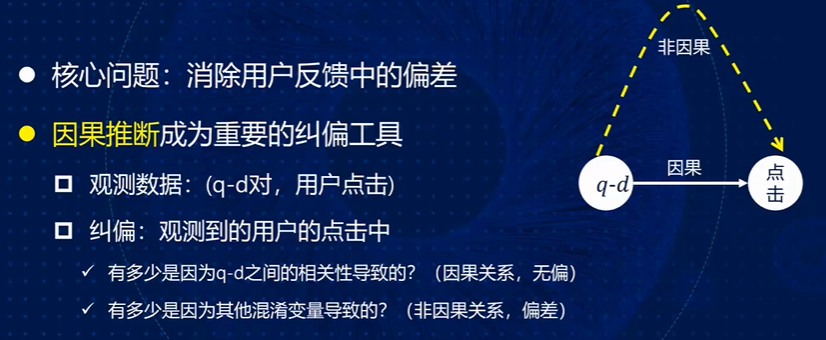 核心问题：消除用户反馈中的偏差
因果推断成为重要的纠偏工具
观测数据：(q-d对，用户点击)
纠偏：观测到的用户的点击中
有多少是因为q-d之间的相关性导致的？（因果关系，无偏）
有多少是因为其他混淆变量导致的？（非因果关系，偏差）
非因果
因果
q-d
点
击